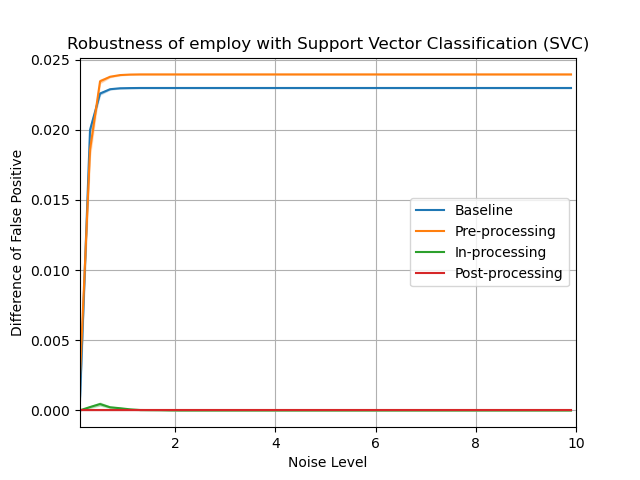 Robustness of employ with Support Vector Classification (SVC)
0.025
0.020
0.015
0.010
0.005
0.000
Difference of False Positive
Baseline
Pre-processing
In-processing
Post-processing
2 4 6 8 10
Noise Level